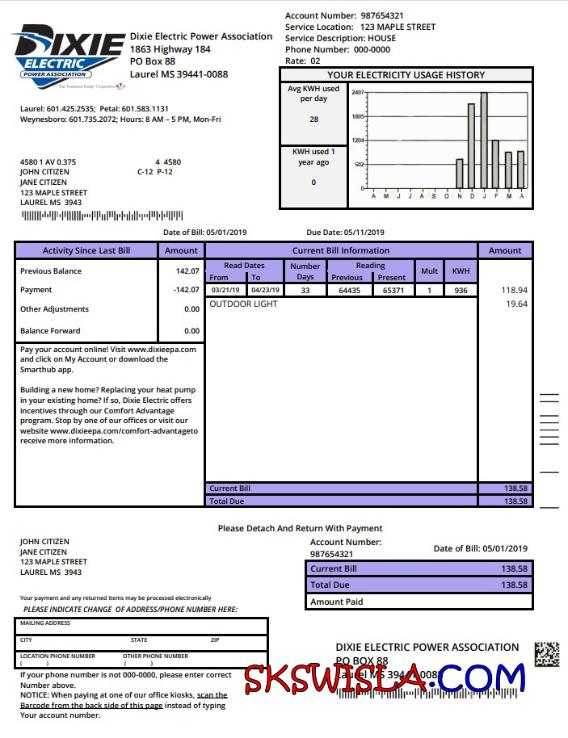 DIXIE
ELECTRIC
POWER ASSOCIATION
Dixie Electric Power Association
1863 Highway 184
PO Box 88
Laurel MS 39441-0088
Account Number: 987654321
Service Location: 123 MAPLE STREET
Service Description: HOUSE
Phone Number: 000-0000
Rate: 02
YOUR ELECTRICITY USAGE HISTORY
Avg KWH used
per day
28
KWH used 1
year ago
0
2407
1806
1204
602
0
A M J J A S O N D J F M A
Laurel: 601.425.2535; Petal: 601.583.1131
Weynesboro: 601.735.2072; Hours: 8 AM – 5 PM, Mon-Fri
4580 1 AV 0.375 4 4580
JOHN CITIZEN C-12 P-12
JANE CITIZEN
123 MAPLE STREET
LAUREL MS 3943
Date of Bill: 05/01/2019 Due Date: 05/11/2019
Activity Since Last Bill Amount
Previous Balance 142.07
Payment -142.07
Other Adjustments 0.00
Balance Forward 0.00
Pay your account online! Visit www.dixieepa.com
and click on My Account or download the
Smarthub app.
Building a new home? Replacing your heat pump
in your existing home? If so, Dixie Electric offers
incentives through our Comfort Advantage
program. Stop by one of our offices or visit our
website www.dixieepa.com/comfort-advantageto
receive more information.
Current Bill Information Amount
Read Dates Number Reading
From To Days Previous Present Mult KWH
03/21/19 04/23/19 33 64435 65371 1 936 118.94
OUTDOOR LIGHT 19.64
Current Bill 138.58
Total Due 138.58
Please Detach And Return With Payment
JOHN CITIZEN
JANE CITIZEN
123 MAPLE STREET
LAUREL MS 3943
Account Number:
987654321
Date of Bill: 05/01/2019
Current Bill 138.58
Total Due 138.58
Amount Paid
Your payment and any returned items may be processed electronically
PLEASE INDICATE CHANGE OF ADDRESS/PHONE NUMBER HERE:
MAILING ADDRESS
CITY STATE ZIP
LOCATION PHONE NUMBER OTHER PHONE NUMBER
( ) ( )
If your phone number is not 000-0000, please enter correct
Number above.
NOTICE: When paying at one of our office kiosks, scan the
Barcode from the back side of this page instead of typing
Your account number.
DIXIE ELECTRIC POWER ASSOCIATION
PO BOX 88
Laurel MS 39441-0088
SKSWISLA.COM